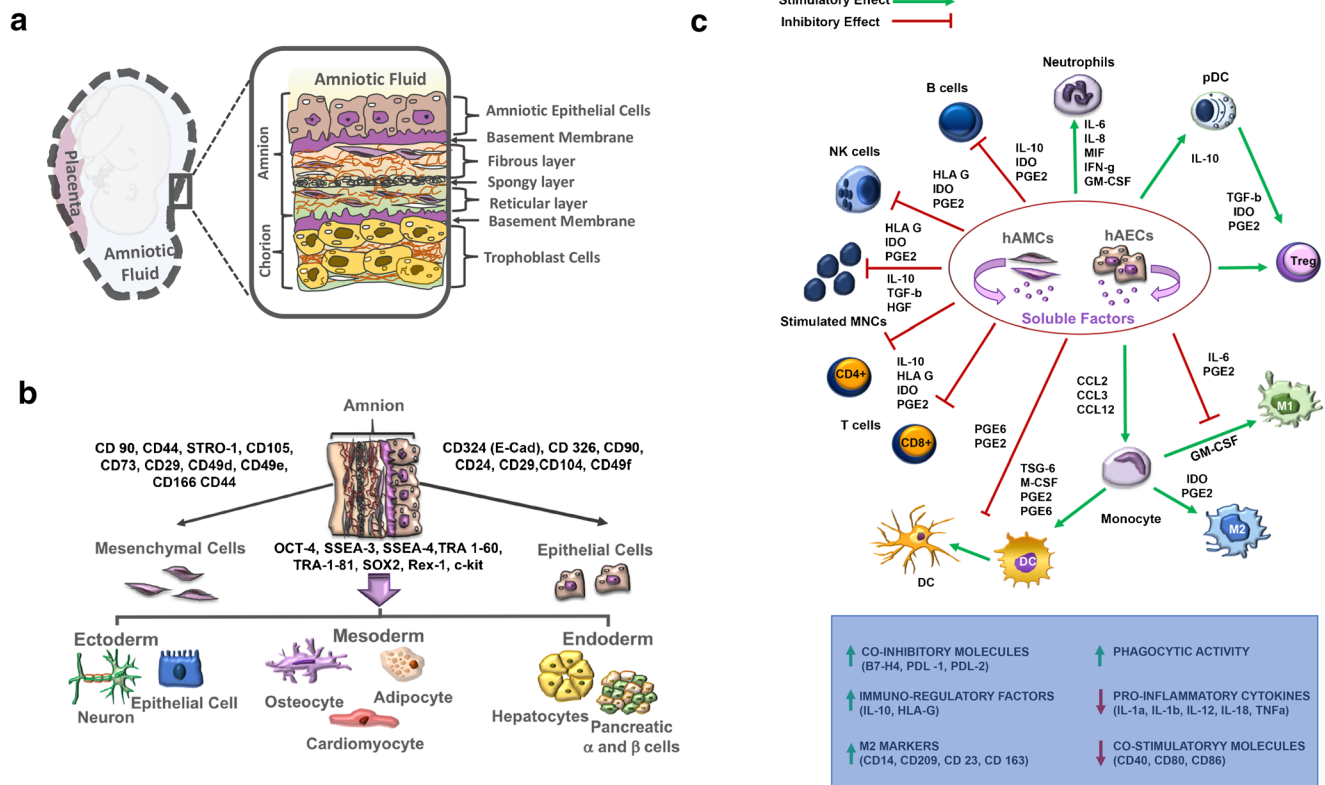 a
Amniotic Fluid
Amnion
Chorion
Amniotic Epithelial Cells
Basement Membrane
Fibrous layer
Spongy layer
Reticular layer
Basement Membrane
Trophoblast Cells
Placenta
Amniotic
Fluid
b
Amnion
CD 90, CD44, STRO-1, CD105,
CD73, CD29, CD49d, CD49e,
CD166 CD44
CD324 (E-Cad), CD 326, CD90,
CD24, CD29,CD104, CD49f
Mesenchymal Cells
OCT-4, SSEA-3, SSEA-4,TRA 1-60,
TRA-1-81, SOX2, Rex-1, c-kit
Epithelial Cells
Ectoderm
Mesoderm
Endoderm
Neuron
Epithelial Cell
Osteocyte
Adipocyte
Cardiomyocyte
Hepatocytes
Pancreatic
α and β cells
c
Stimulatory Effect
Inhibitory Effect
Neutrophils
IL-6
IL-8
MIF
IFN-g
GM-CSF
pDC
IL-10
TGF-b
IDO
PGE2
Treg
B cells
IL-10
IDO
PGE2
NK cells
HLA G
IDO
PGE2
HLA G
IDO
PGE2
IL-10
TGF-b
HGF
Stimulated MNCs
hAMCs
hAECs
Soluble Factors
CD4+
IL-10
HLA G
IDO
PGE2
T cells
CD8+
PGE6
PGE2
TSG-6
M-CSF
PGE2
PGE6
CCL2
CCL3
CCL12
IL-6
PGE2
M1
GM-CSF
Monocyte
IDO
PGE2
M2
DC
DC
CO-INHIBITORY MOLECULES
(B7-H4, PDL -1, PDL-2)
IMMUNO-REGULATORY FACTORS
(IL-10, HLA-G)
M2 MARKERS
(CD14, CD209, CD 23, CD 163)
PHAGOCYTIC ACTIVITY
PRO-INFLAMMATORY CYTOKINES
(IL-1a, IL-1b, IL-12, IL-18, TNFa)
CO-STIMULATORYY MOLECULES
(CD40, CD80, CD86)